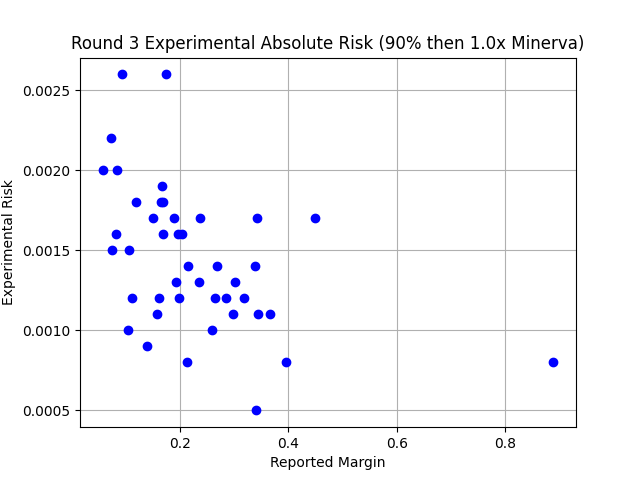 Round 3 Experimental Absolute Risk (90% then 1.0x Minerva)
Experimental Risk
0.0025
0.0020
0.0015
0.0010
0.0005
0.2 0.4 0.6 0.8
Reported Margin